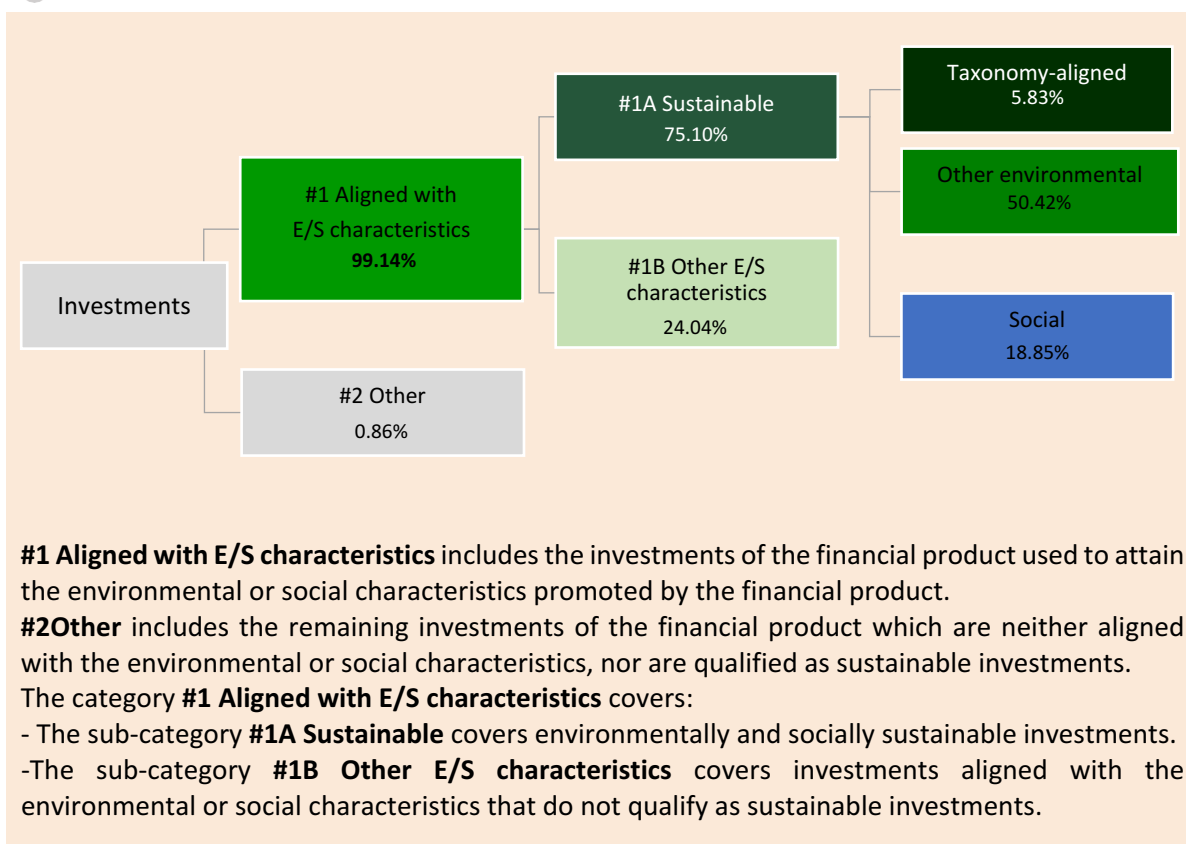 Investments
#1 Aligned with
E/S characteristics
99.14%
#2 Other
0.86%
#1A Sustainable
75.10%
#1B Other E/S
characteristics
24.04%
Taxonomy-aligned
5.83%
Other environmental
50.42%
Social
18.85%
#1 Aligned with E/S characteristics includes the investments of the financial product used to attain
the environmental or social characteristics promoted by the financial product.
#2Other includes the remaining investments of the financial product which are neither aligned
with the environmental or social characteristics, nor are qualified as sustainable investments.
The category #1 Aligned with E/S characteristics covers:
- The sub-category #1A Sustainable covers environmentally and socially sustainable investments.
-The sub-category #1B Other E/S characteristics covers investments aligned with the
environmental or social characteristics that do not qualify as sustainable investments.